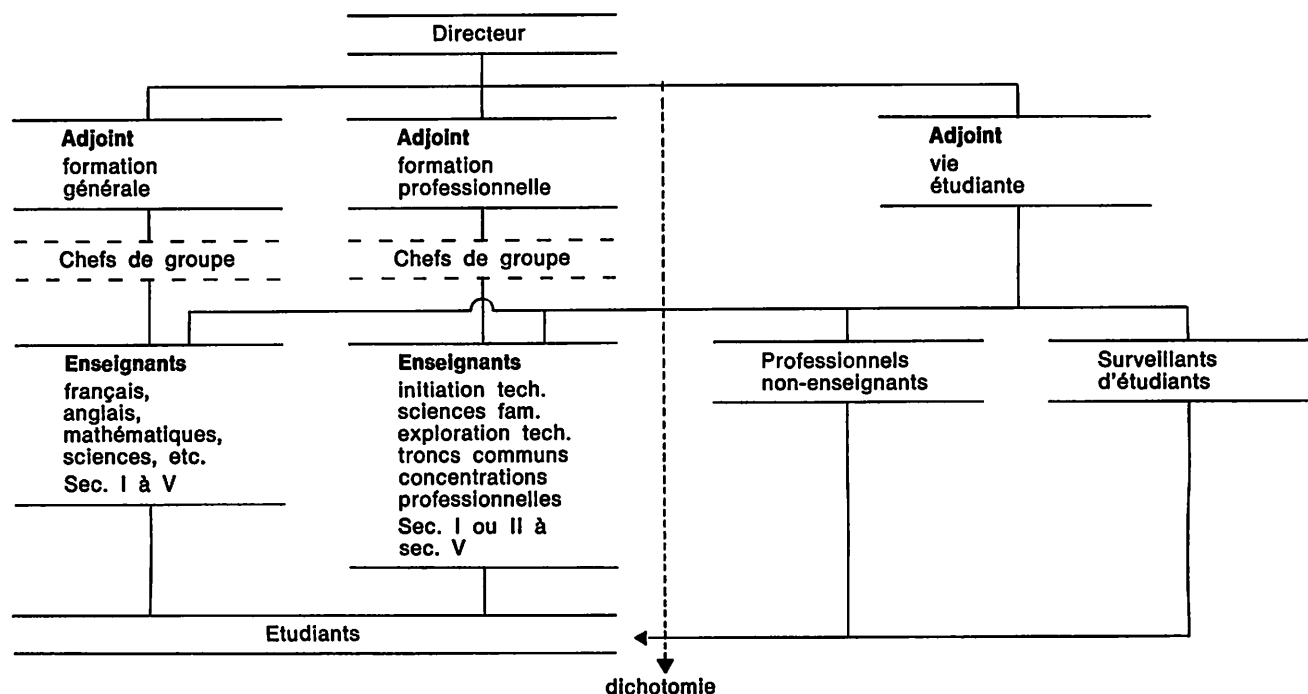 Directeur
Adjoint
formation
générale
Adjoint
formation
professionnelle
Adjoint
vie
étudiante
Chefs de groupe
Chefs de groupe
Enseignants
français,
anglais,
mathématiques,
sciences, etc.
Sec. I à V
Enseignants
initiation tech.
sciences fam.
exploration tech.
troncs communs
concentrations
professionnelles
Sec. I ou II à
sec. V
Professionnels
non-enseignants
Surveillants
d'étudiants
Etudiants
dichotomie